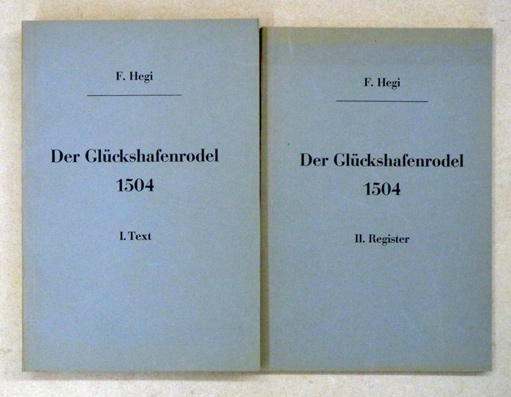 F. Hegi
Der Glückshafenrodel
1504
I. Text
F. Hegi
Der Glückshafenrodel
1504
II. Register